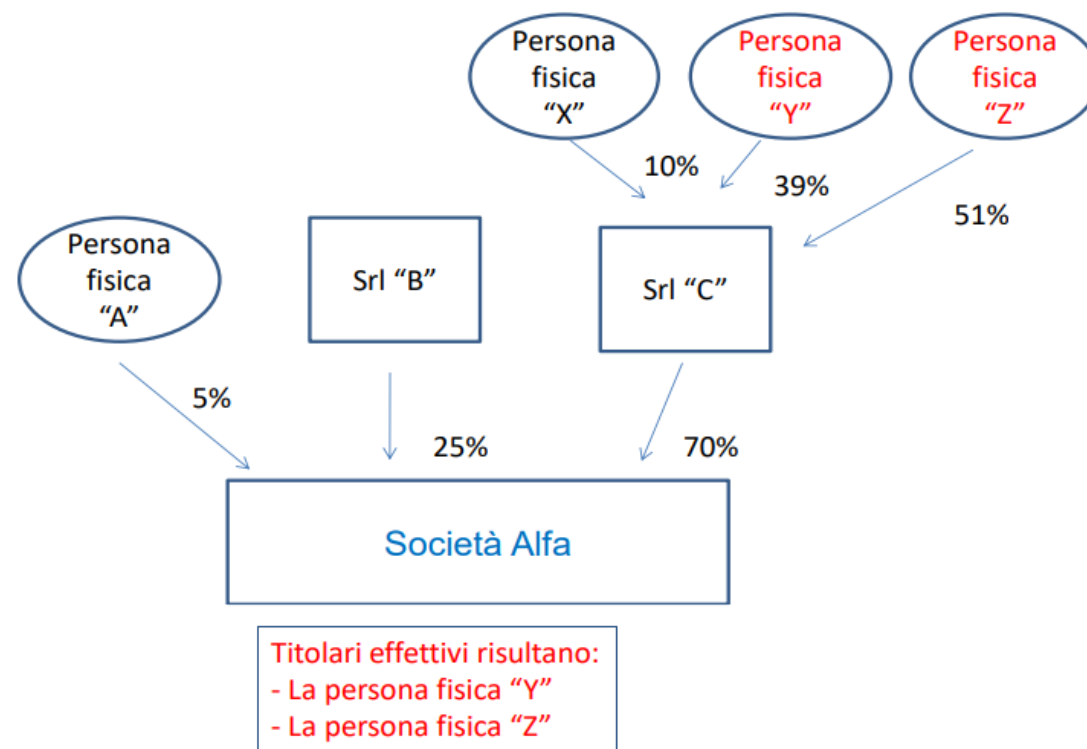 Persona
fisica
“X”
Persona
fisica
“Y”
Persona
fisica
“Z”
10%
39%
51%
Persona
fisica
“A”
Srl “B”
Srl “C”
5%
25%
70%
Società Alfa
Titolari effettivi risultano:
- La persona fisica “Y”
- La persona fisica “Z”